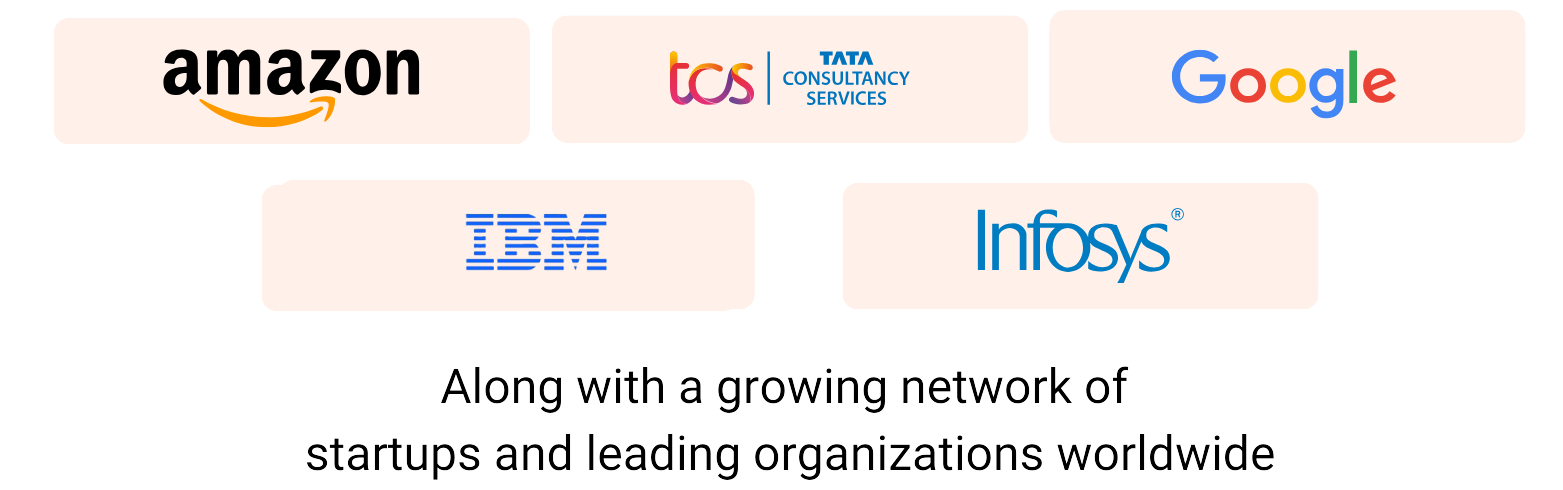 amazon
tcs
TATA
CONSULTANCY
SERVICES
Google
IBM
Infosys®
Along with a growing network of
startups and leading organizations worldwide